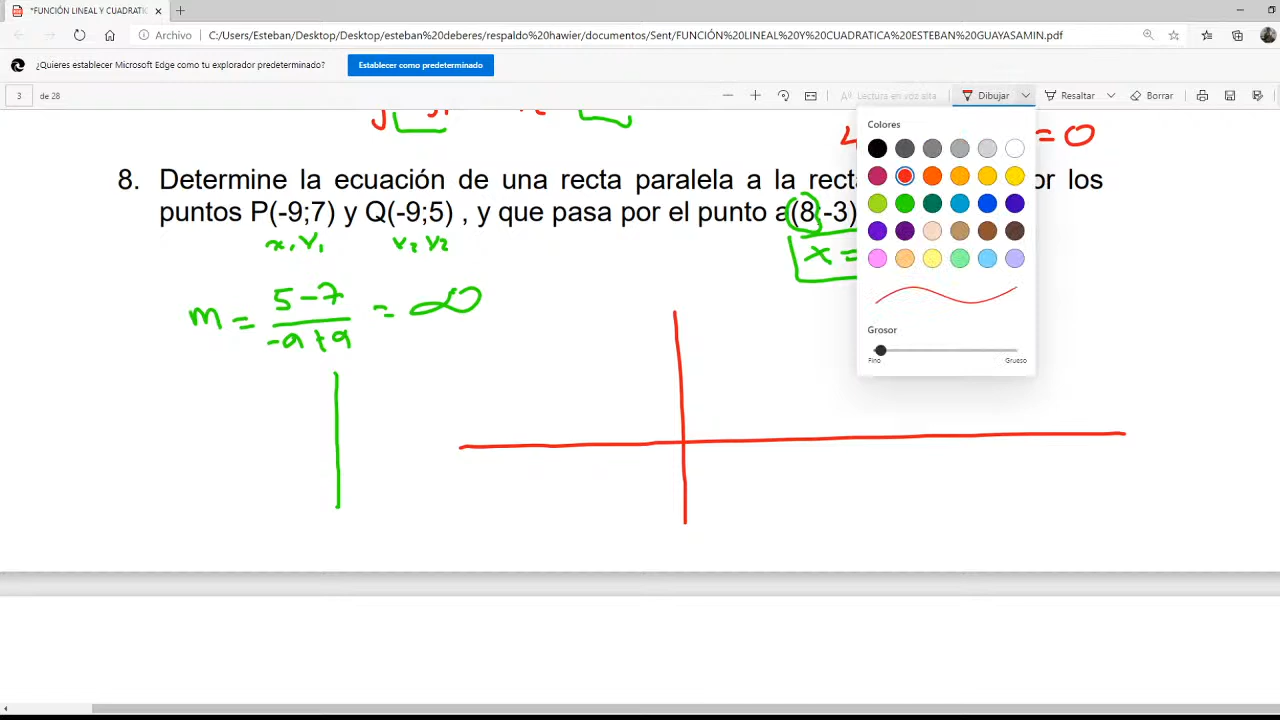 *FUNCIÓN LINEAL Y CUADRATIC
Archivo C:/Users/Esteban/Desktop/Desktop/esteban%20deberes/respaldo%20hawier/documentos/Sent/FUNCIÓN%20LINEAL%20Y%20CUADRATICA%20ESTEBAN%20GUAYASAMIN.pdf
¿Quieres establecer Microsoft Edge como tu explorador predeterminado? Establecer como predeterminado
3 de 28 Lectura en voz alta Dibujar Resaltar Borrar
Colores
4 = 0
8. Determine la ecuación de una recta paralela a la rect or los
puntos P(-9;7) y Q(-9;5) , y que pasa por el punto a(8;-3)
x₁ y₁ x₂ y₂
x =
m = 5-7 / -9+9 = ∞
Grosor
Fino Grueso